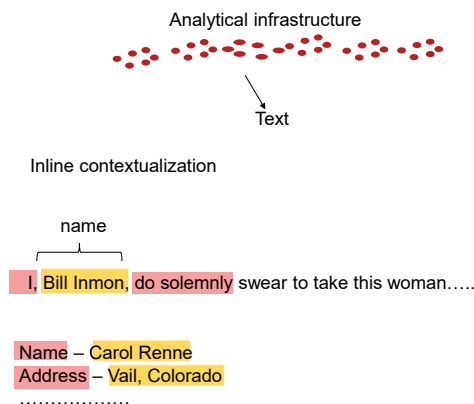 Analytical infrastructure
Text
Inline contextualization
name
I, Bill Inmon, do solemnly swear to take this woman…..
Name – Carol Renne
Address – Vail, Colorado
………………